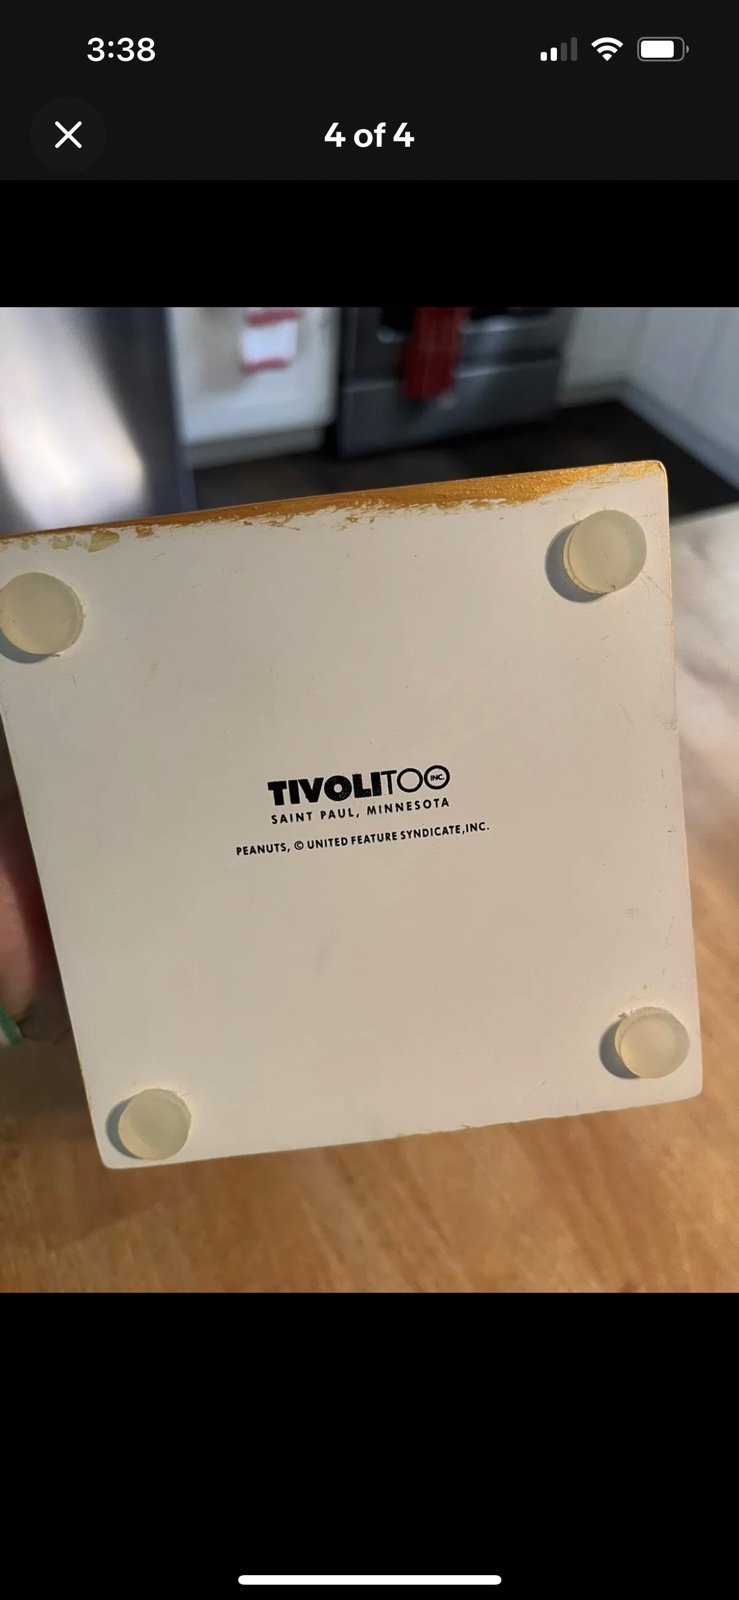 3:38
4 of 4
TIVOLITOO INC.
SAINT PAUL, MINNESOTA
PEANUTS, © UNITED FEATURE SYNDICATE, INC.